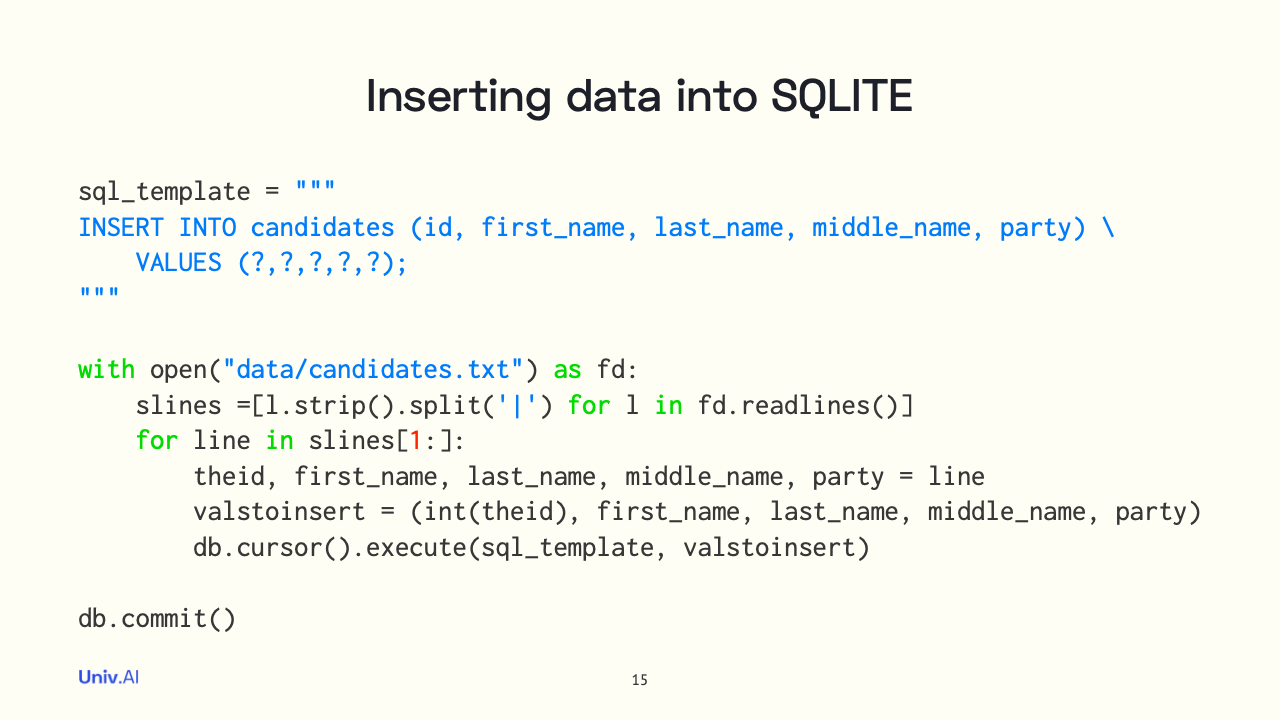 Inserting data into SQLITE
sql_template = """
INSERT INTO candidates (id, first_name, last_name, middle_name, party) \
    VALUES (?,?,?,?,?);
"""
with open("data/candidates.txt") as fd:
    slines =[l.strip().split('|') for l in fd.readlines()]
    for line in slines[1:]:
        theid, first_name, last_name, middle_name, party = line
        valstoinsert = (int(theid), first_name, last_name, middle_name, party)
        db.cursor().execute(sql_template, valstoinsert)
db.commit()
Univ.AI
15